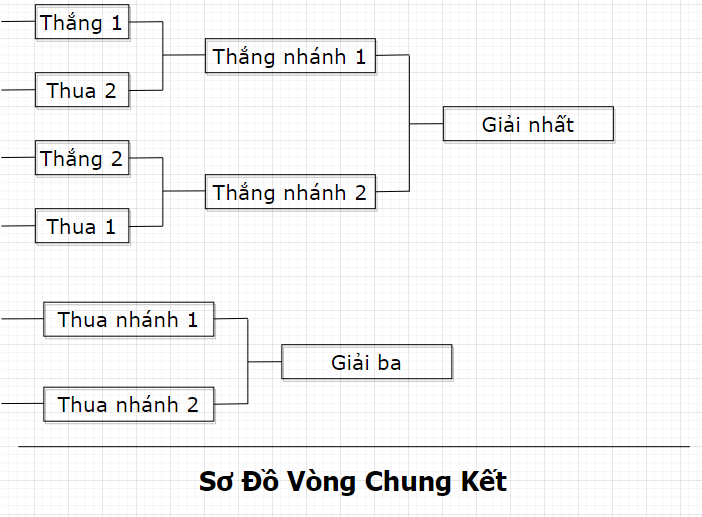 Thắng 1
Thua 2
Thắng nhánh 1
Giải nhất
Thắng 2
Thua 1
Thắng nhánh 2
Thua nhánh 1
Thua nhánh 2
Giải ba
Sơ Đồ Vòng Chung Kết